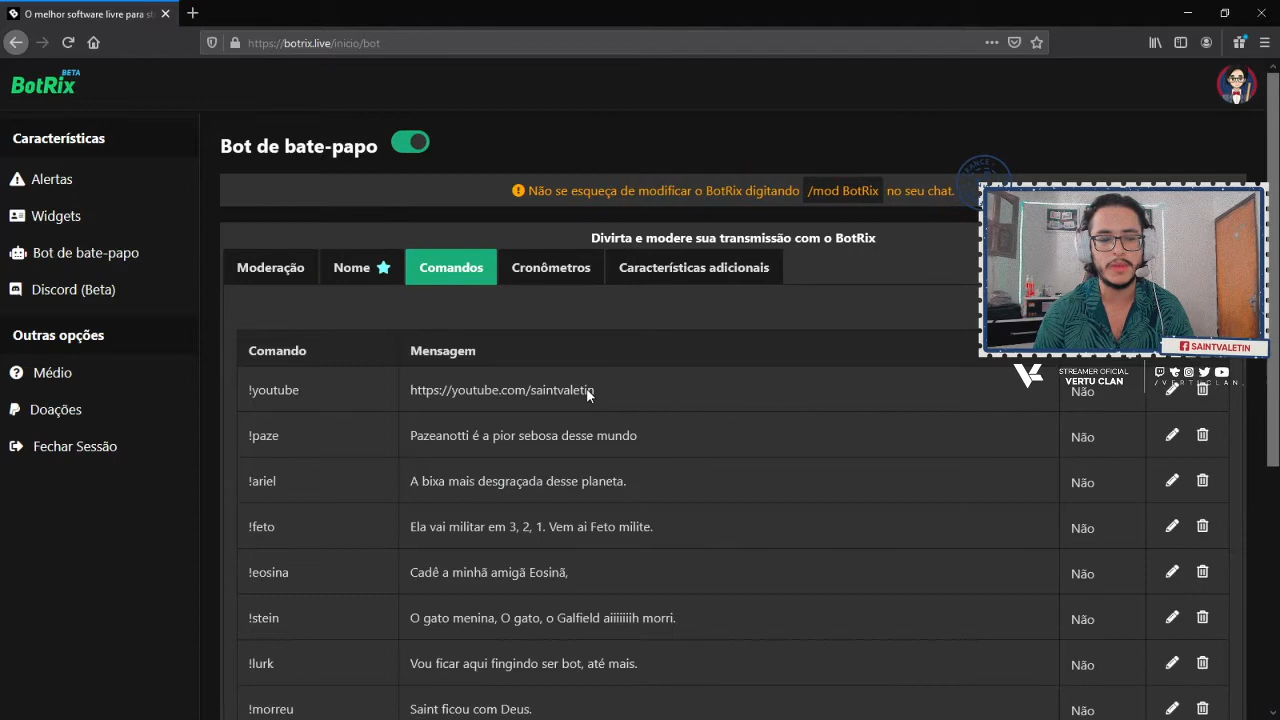 O melhor software livre para st
https://botrix.live/inicio/bot
BotRix BETA
Características
Alertas
Widgets
Bot de bate-papo
Discord (Beta)
Outras opções
Médio
Doações
Fechar Sessão
Bot de bate-papo
Não se esqueça de modificar o BotRix digitando /mod BotRix no seu chat.
Divirta e modere sua transmissão com o BotRix
Moderação Nome Comandos Cronômetros Características adicionais
SAINTVALETIN
STREAMER OFICIAL
VERTU CLAN
/VERTUCLAN.
Comando Mensagem
!youtube https://youtube.com/saintvaletin Não
!paze Pazeanotti é a pior sebosa desse mundo Não
!ariel A bixa mais desgraçada desse planeta. Não
!feto Ela vai militar em 3, 2, 1. Vem ai Feto milite. Não
!eosina Cadê a minhã amigã Eosinã, Não
!stein O gato menina, O gato, o Galfield aiiiiiiih morri. Não
!lurk Vou ficar aqui fingindo ser bot, até mais. Não
!morreu Saint ficou com Deus. Não